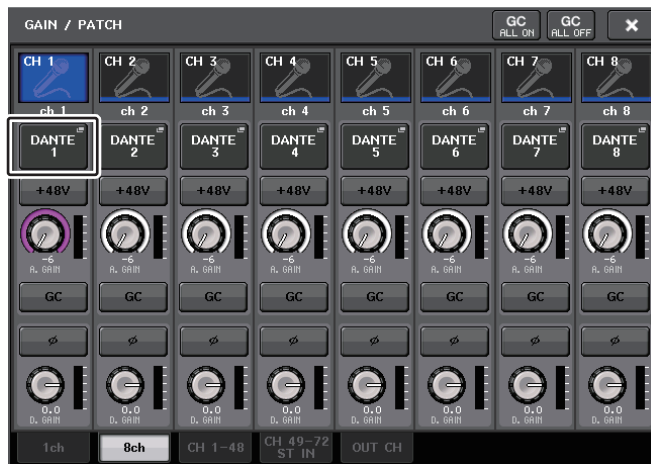 GAIN / PATCH
GC ALL ON
GC ALL OFF
CH 1 CH 2 CH 3 CH 4 CH 5 CH 6 CH 7 CH 8
ch 1 ch 2 ch 3 ch 4 ch 5 ch 6 ch 7 ch 8
DANTE DANTE DANTE DANTE DANTE DANTE DANTE DANTE
1 2 3 4 5 6 7 8
+48V +48V +48V +48V +48V +48V +48V +48V
-6 -6 -6 -6 -6 -6 -6 -6
A. GAIN A. GAIN A. GAIN A. GAIN A. GAIN A. GAIN A. GAIN A. GAIN
GC GC GC GC GC GC GC GC
ø ø ø ø ø ø ø ø
0.0 0.0 0.0 0.0 0.0 0.0 0.0 0.0
D. GAIN D. GAIN D. GAIN D. GAIN D. GAIN D. GAIN D. GAIN D. GAIN
1ch 8ch CH 1-48 CH 49-72 ST IN OUT CH